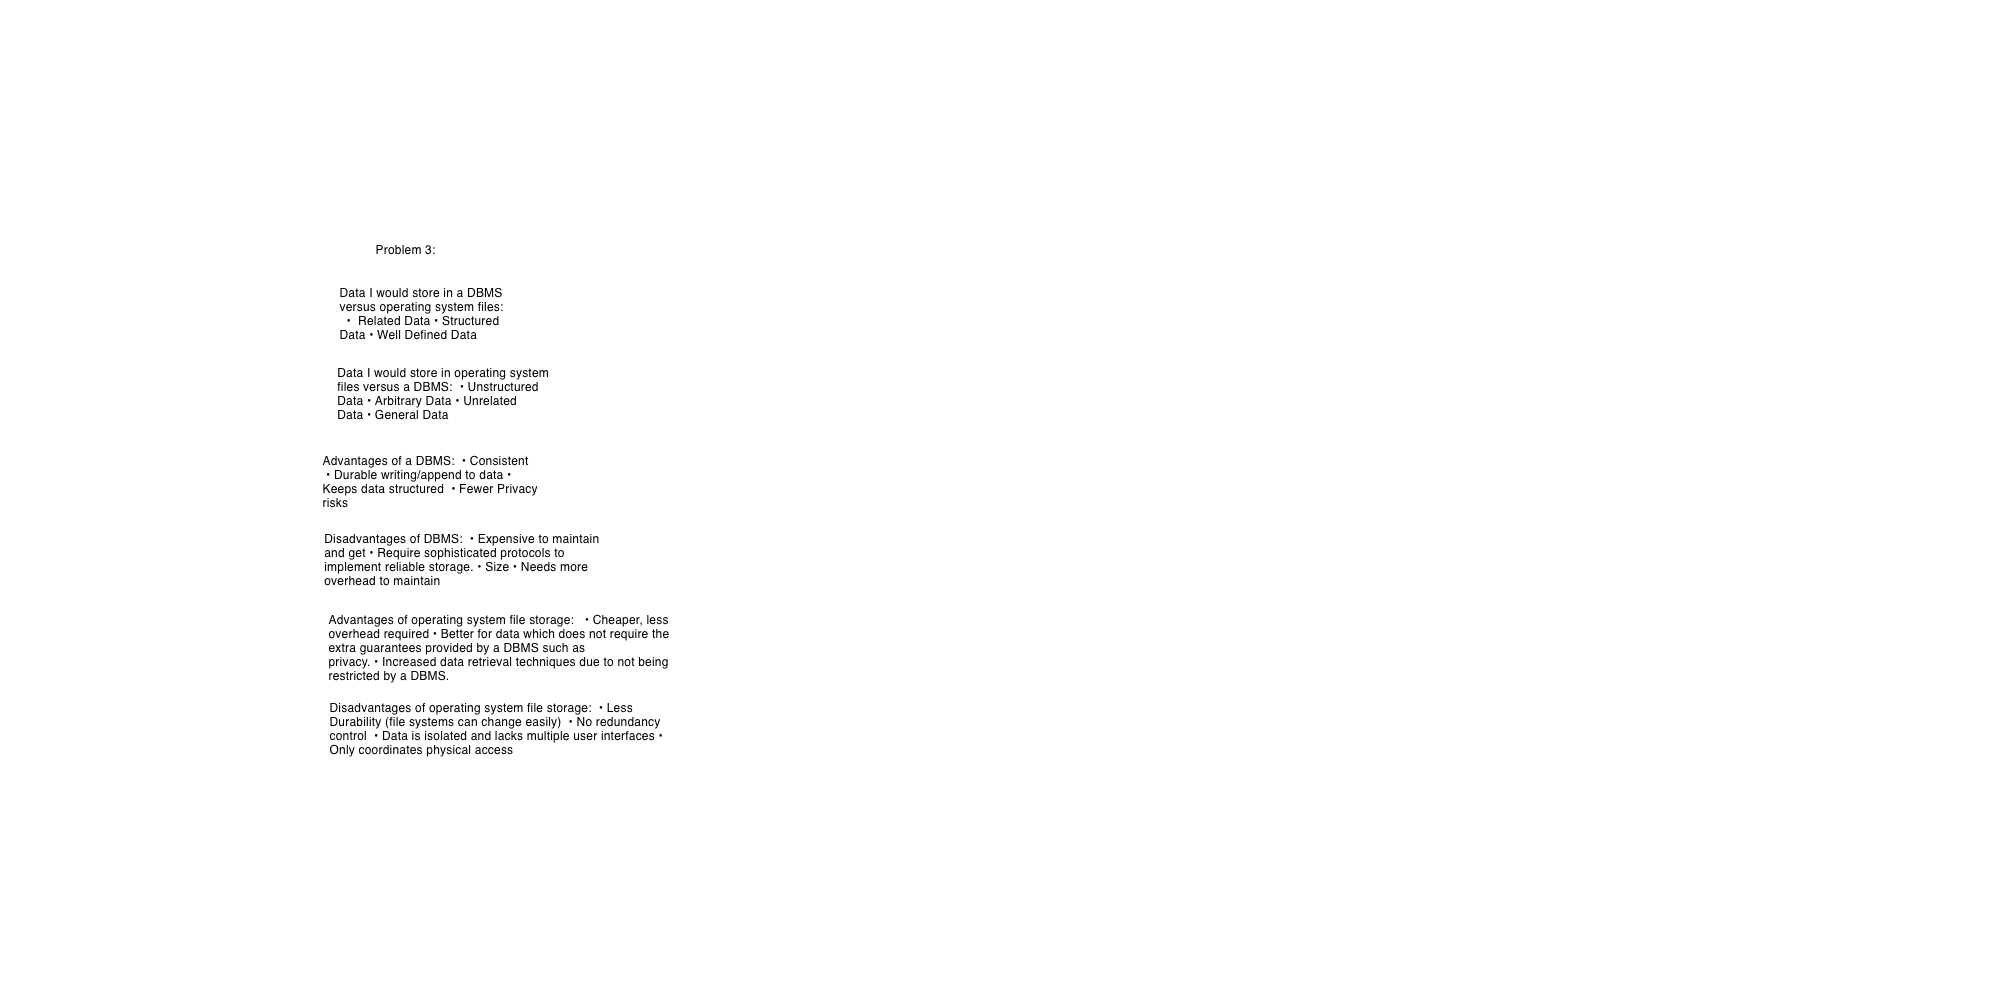 Problem 3:
Data I would store in a DBMS
versus operating system files:
• Related Data • Structured
Data • Well Defined Data
Data I would store in operating system
files versus a DBMS: • Unstructured
Data • Arbitrary Data • Unrelated
Data • General Data
Advantages of a DBMS: • Consistent
• Durable writing/append to data •
Keeps data structured • Fewer Privacy
risks
Disadvantages of DBMS: • Expensive to maintain
and get • Require sophisticated protocols to
implement reliable storage. • Size • Needs more
overhead to maintain
Advantages of operating system file storage: • Cheaper, less
overhead required • Better for data which does not require the
extra guarantees provided by a DBMS such as
privacy. • Increased data retrieval techniques due to not being
restricted by a DBMS.
Disadvantages of operating system file storage: • Less
Durability (file systems can change easily) • No redundancy
control • Data is isolated and lacks multiple user interfaces •
Only coordinates physical access